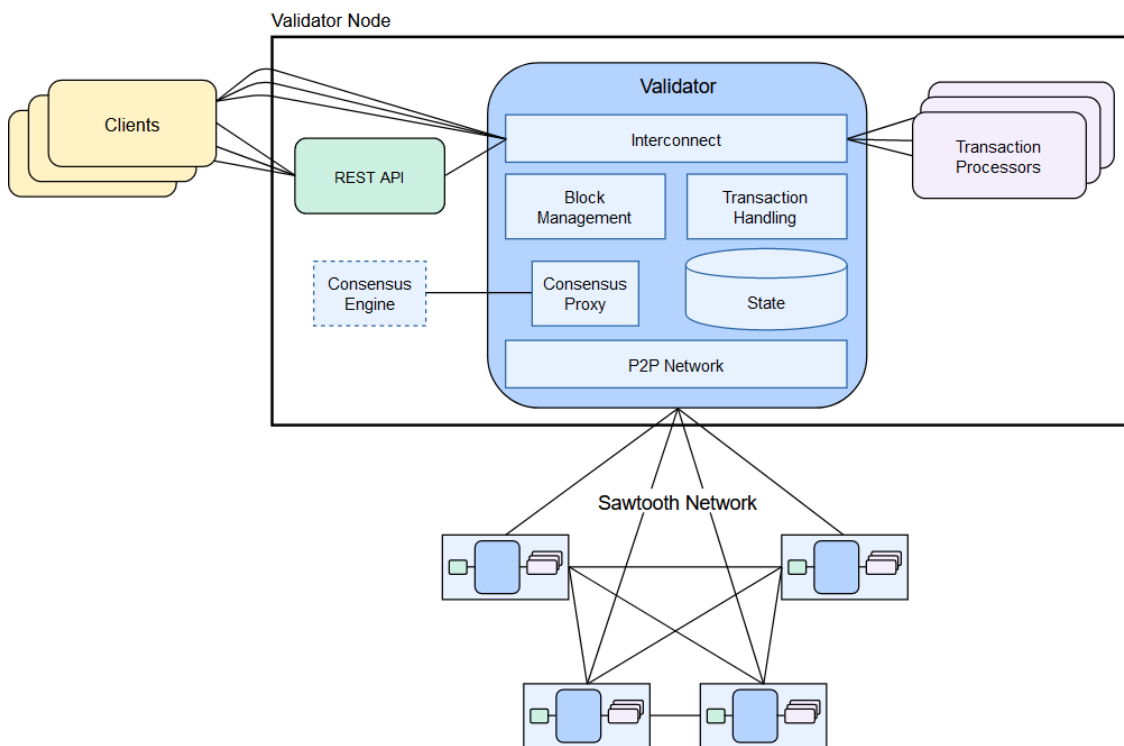 Validator Node
Validator
Clients
Interconnect
Transaction
Processors
REST API
Block
Management
Transaction
Handling
Consensus
Engine
Consensus
Proxy
State
P2P Network
Sawtooth Network